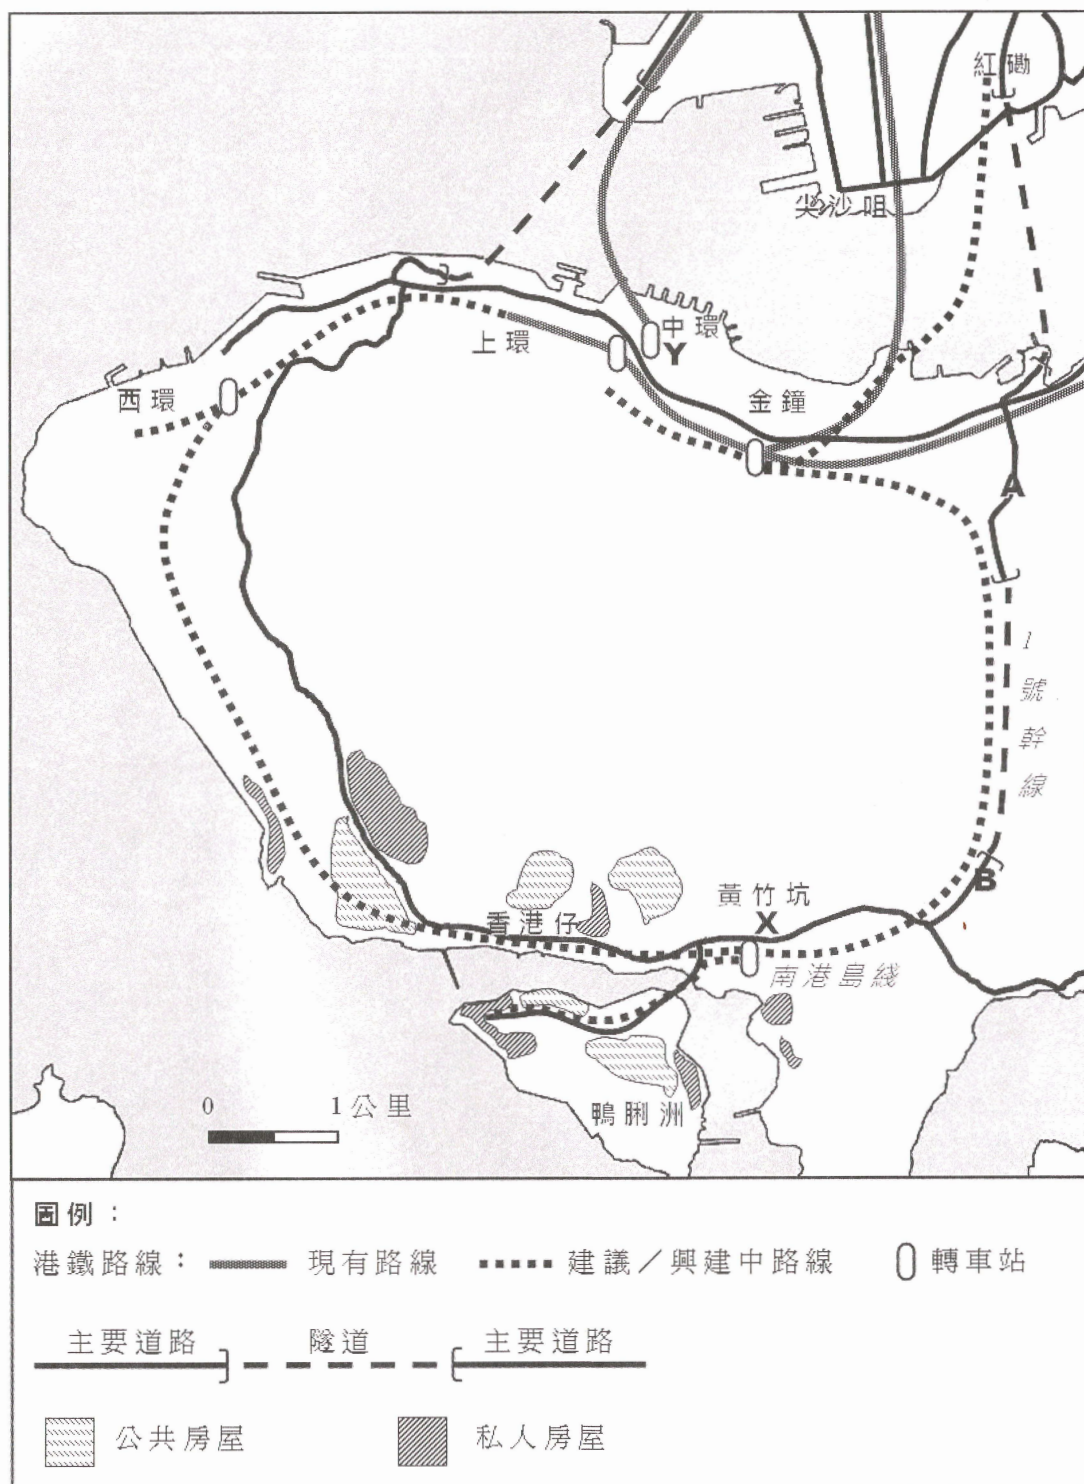 紅磡
尖沙咀
中環
Y
上環
金鐘
西環
A
1
號
幹
線
B
黃竹坑
X
香港仔
南港島綫
0 1公里
鴨脷洲
圖例：
港鐵路線： 現有路線 建議／興建中路線 轉車站
主要道路 隧道 主要道路
公共房屋 私人房屋